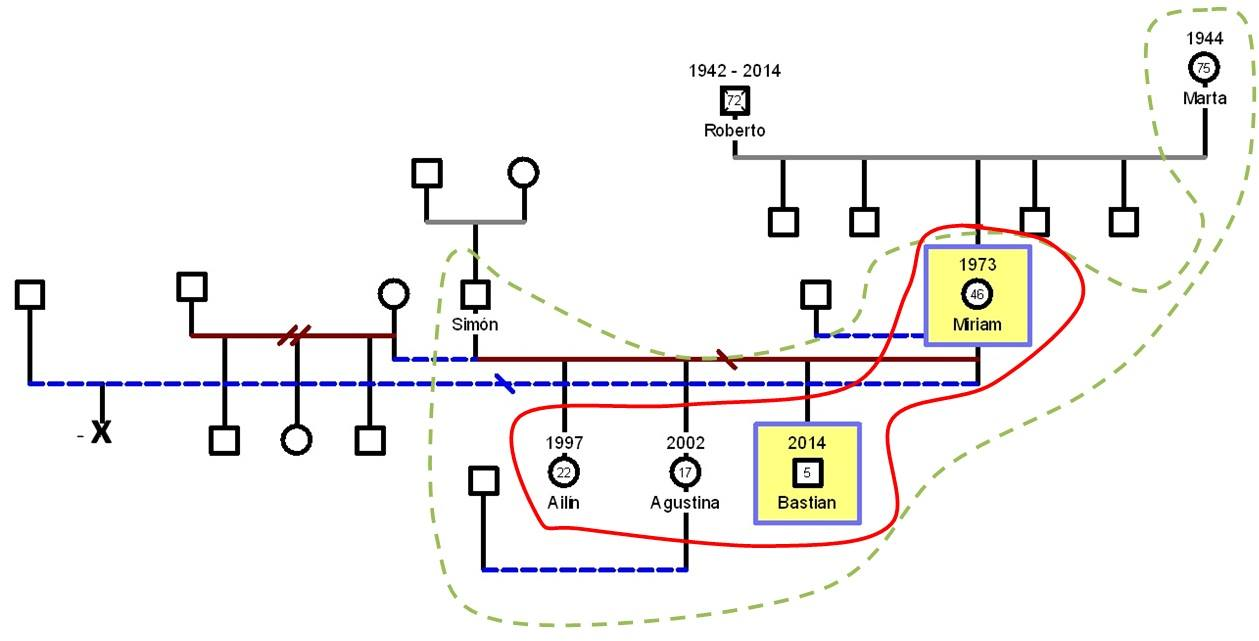 1944
75
Marta
1942 - 2014
72
Roberto
1973
46
Miriam
Simón
- X
1997
22
Ailín
2002
17
Agustina
2014
5
Bastian